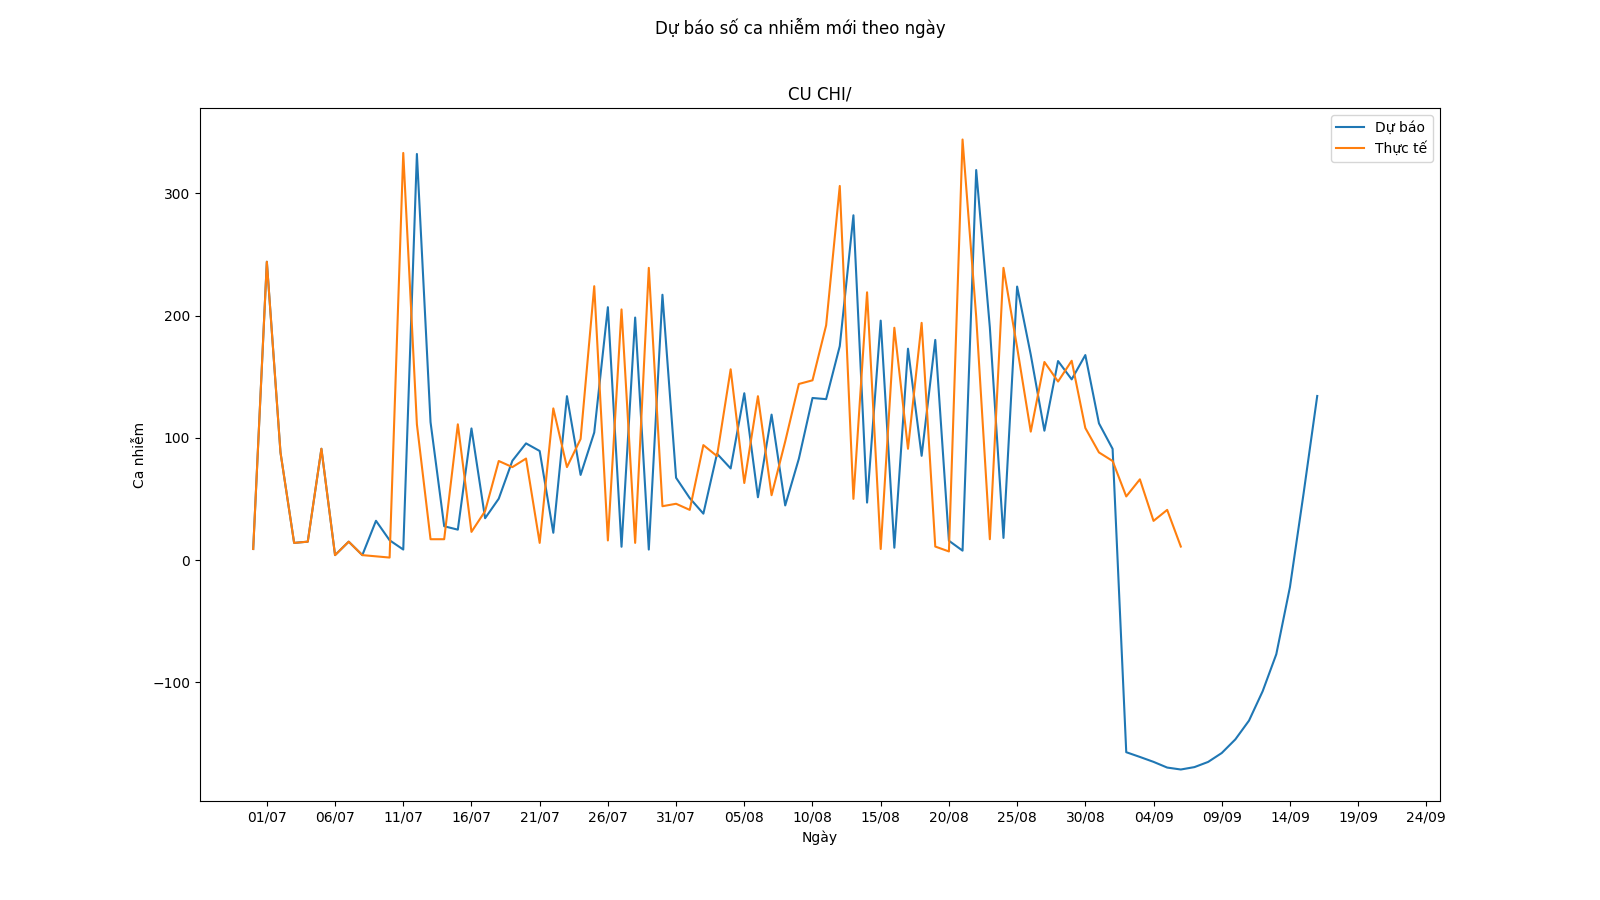 Dự báo số ca nhiễm mới theo ngày
CU CHI/
Dự báo
Thực tế
300
200
100
0
−100
Ca nhiễm
01/07 06/07 11/07 16/07 21/07 26/07 31/07 05/08 10/08 15/08 20/08 25/08 30/08 04/09 09/09 14/09 19/09 24/09
Ngày